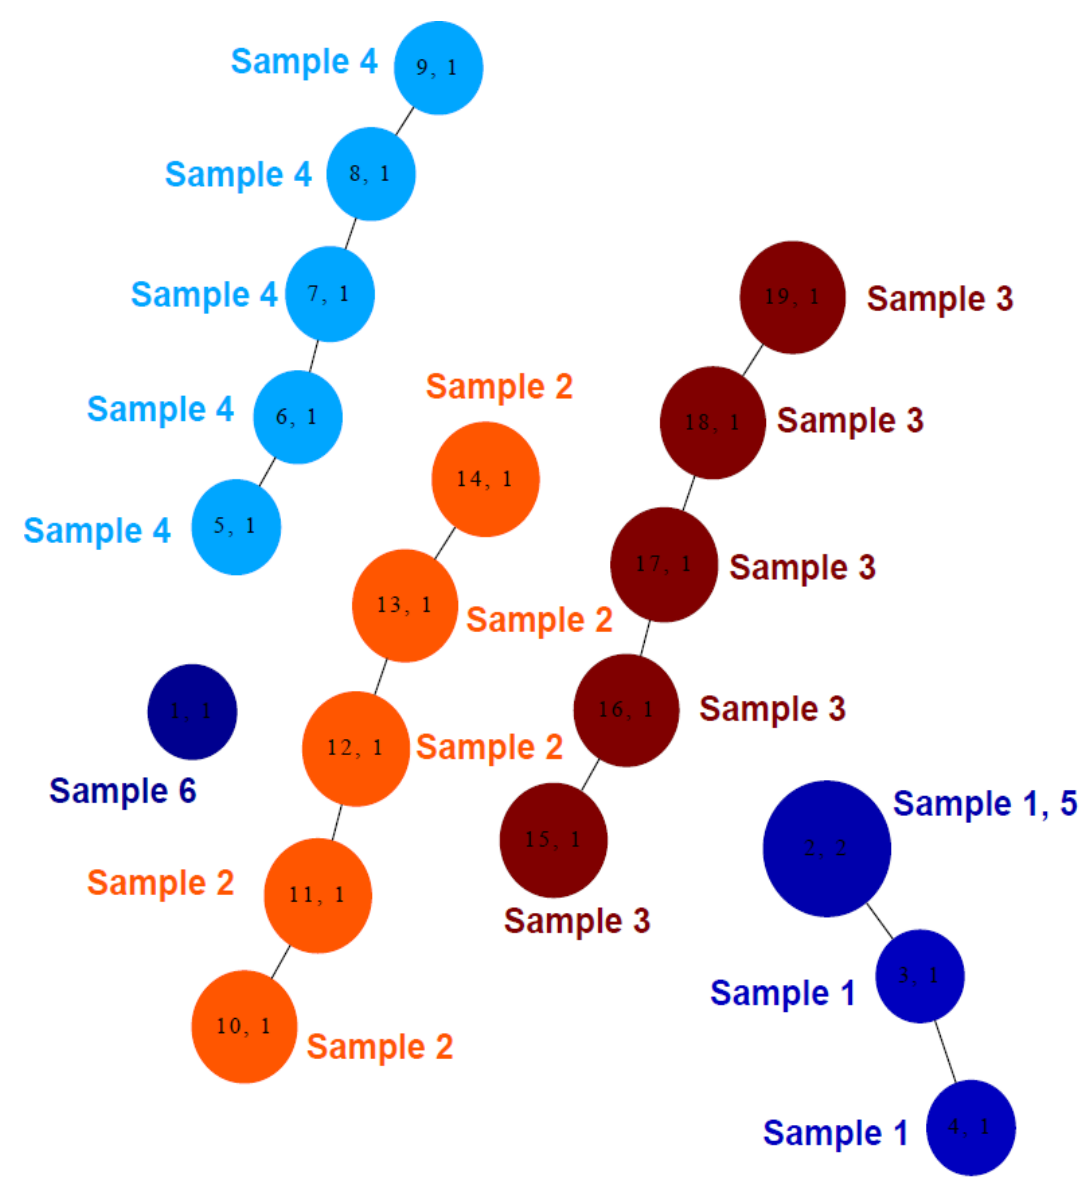 Sample 4
9, 1
Sample 4
8, 1
Sample 4
7, 1
Sample 4
6, 1
Sample 4
5, 1
Sample 2
14, 1
13, 1
Sample 2
12, 1
Sample 2
Sample 2
11, 1
10, 1
Sample 2
19, 1
Sample 3
18, 1
Sample 3
17, 1
Sample 3
16, 1
Sample 3
15, 1
Sample 3
1, 1
Sample 6
Sample 1, 5
2, 2
Sample 1
3, 1
Sample 1
4, 1